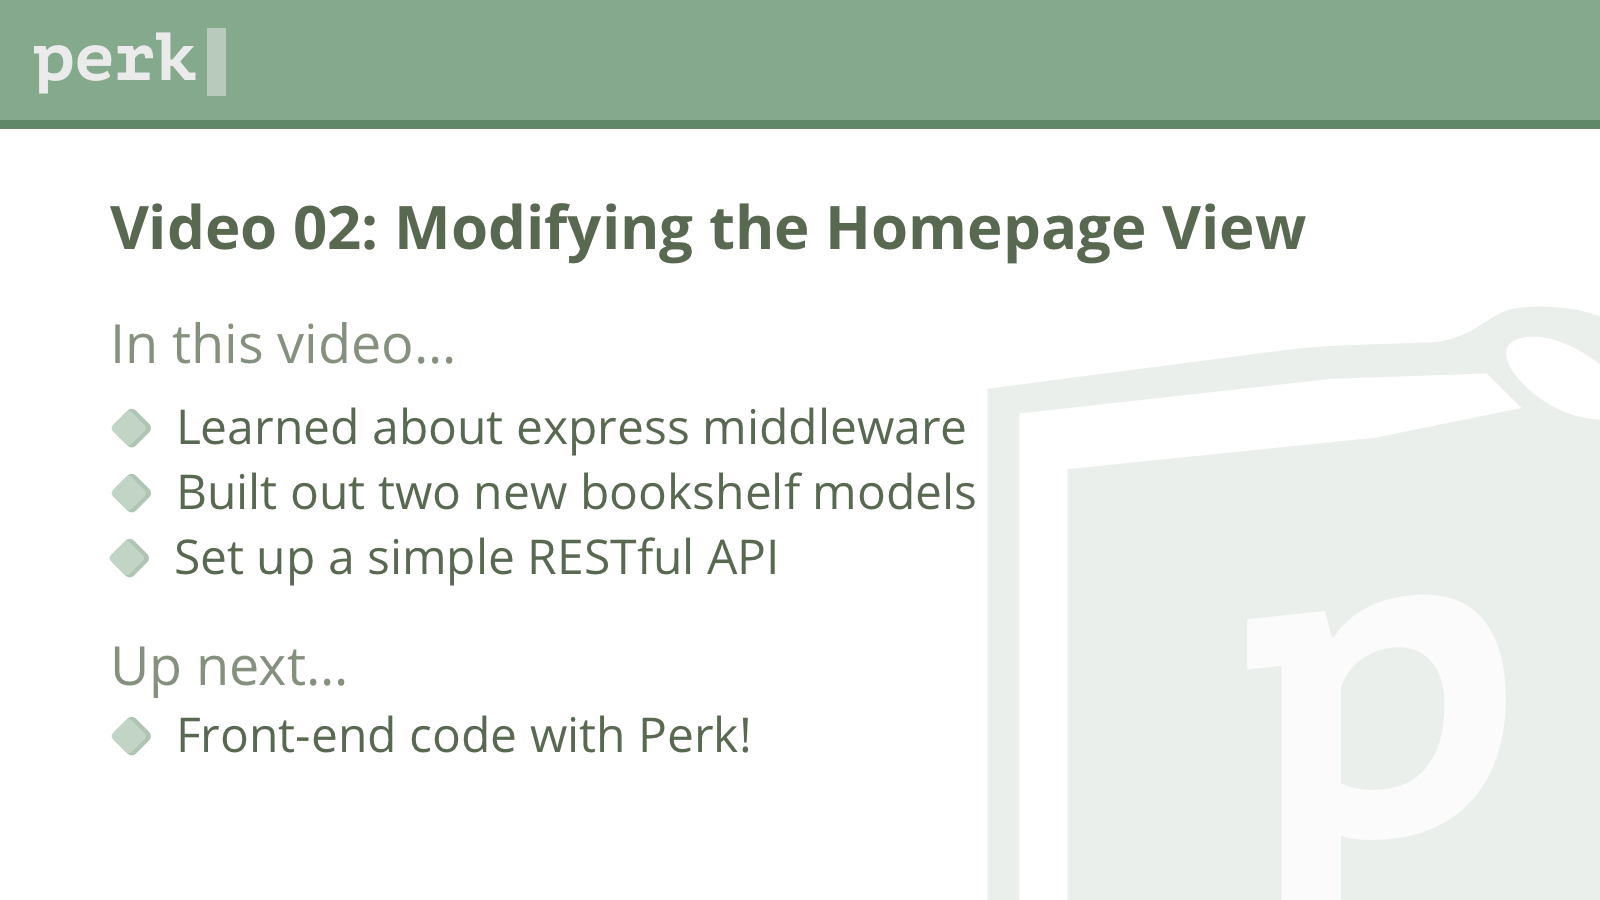 perk
Video 02: Modifying the Homepage View
In this video...
Learned about express middleware
Built out two new bookshelf models
Set up a simple RESTful API
Up next...
Front-end code with Perk!
p